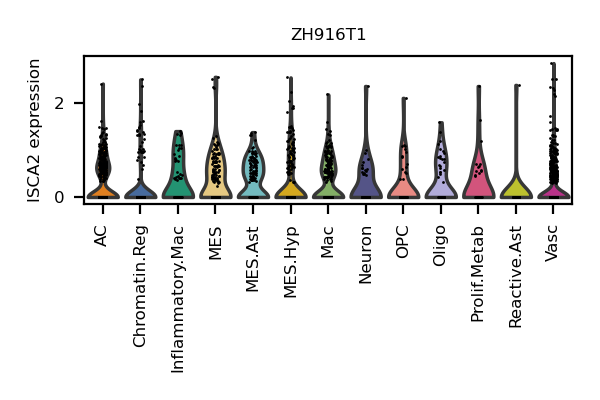 ZH916T1
ISCA2 expression
2
0
AC
Chromatin.Reg
Inflammatory.Mac
MES
MES.Ast
MES.Hyp
Mac
Neuron
OPC
Oligo
Prolif.Metab
Reactive.Ast
Vasc